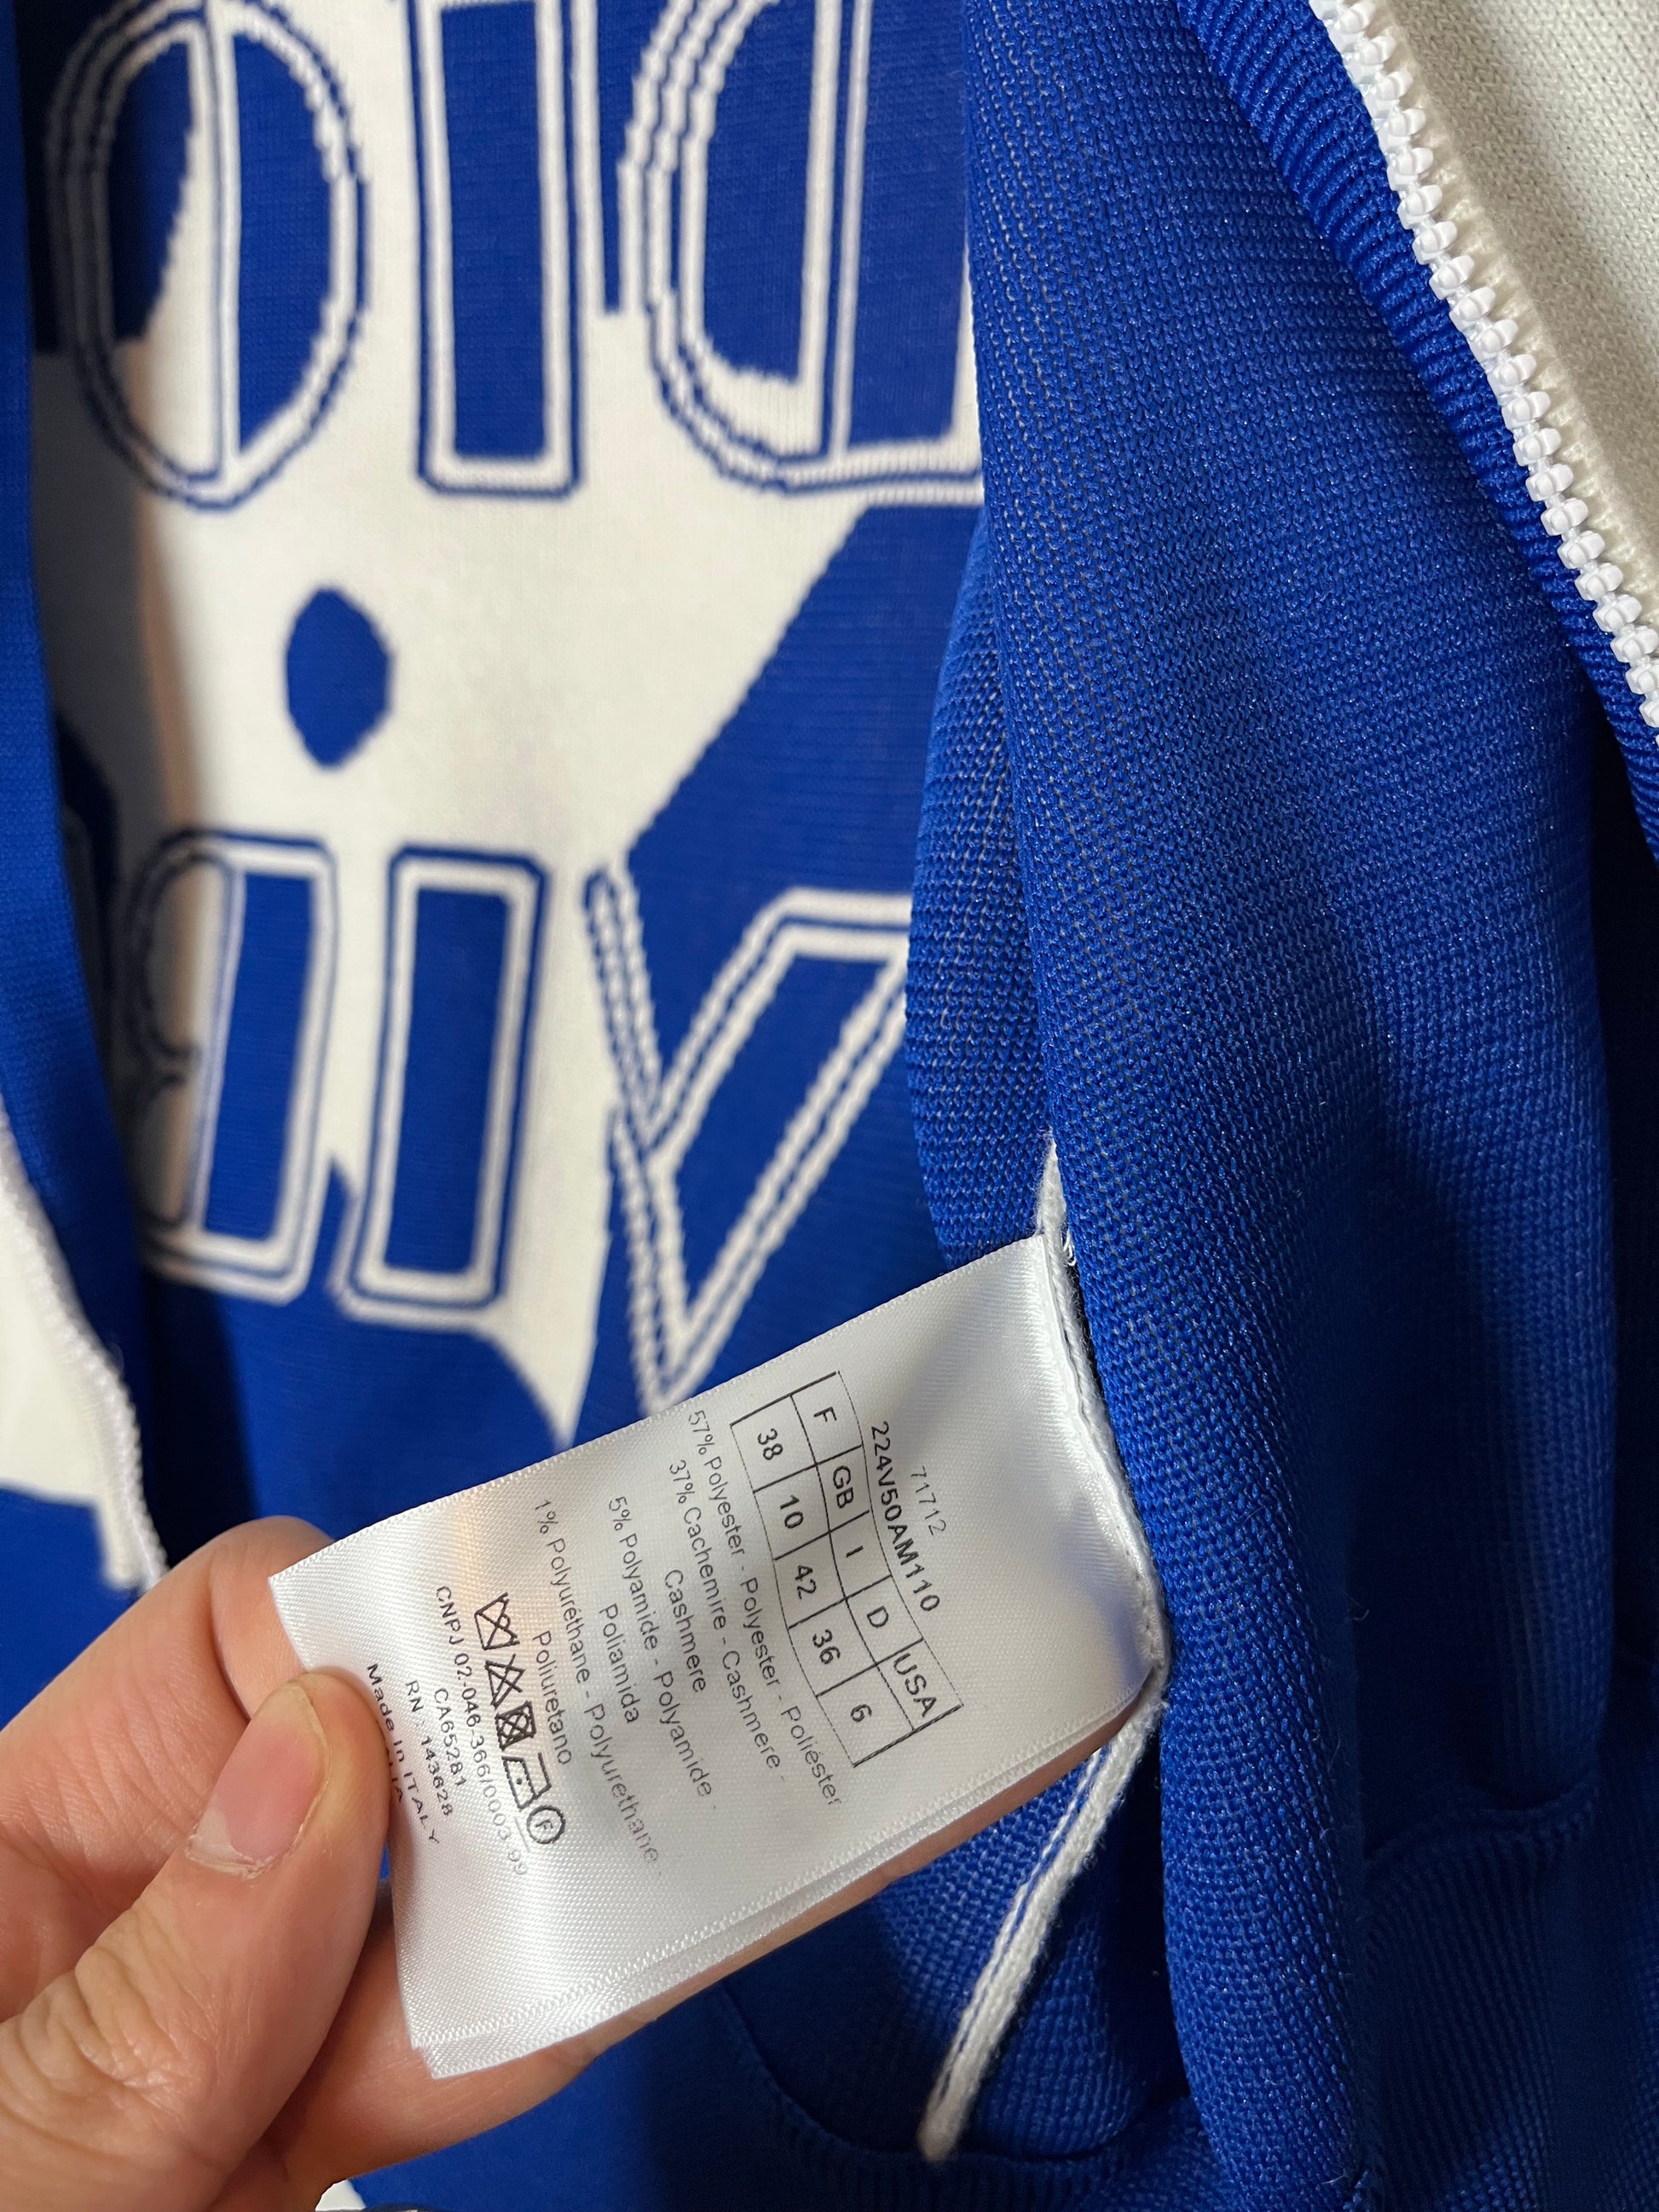 71712
224V50AM110
F GB I D USA
38 10 42 36 6
57% Polyester - Polyester - Poliéster
37% Cachemire - Cashmere -
Cashmere
5% Polyamide - Polyamide -
Poliamida
1% Polyuréthane - Polyurethane -
Poliuretano
F
CNPJ 02.046.366/0003-99
CA65281
RN : 143628
Made In ITALY